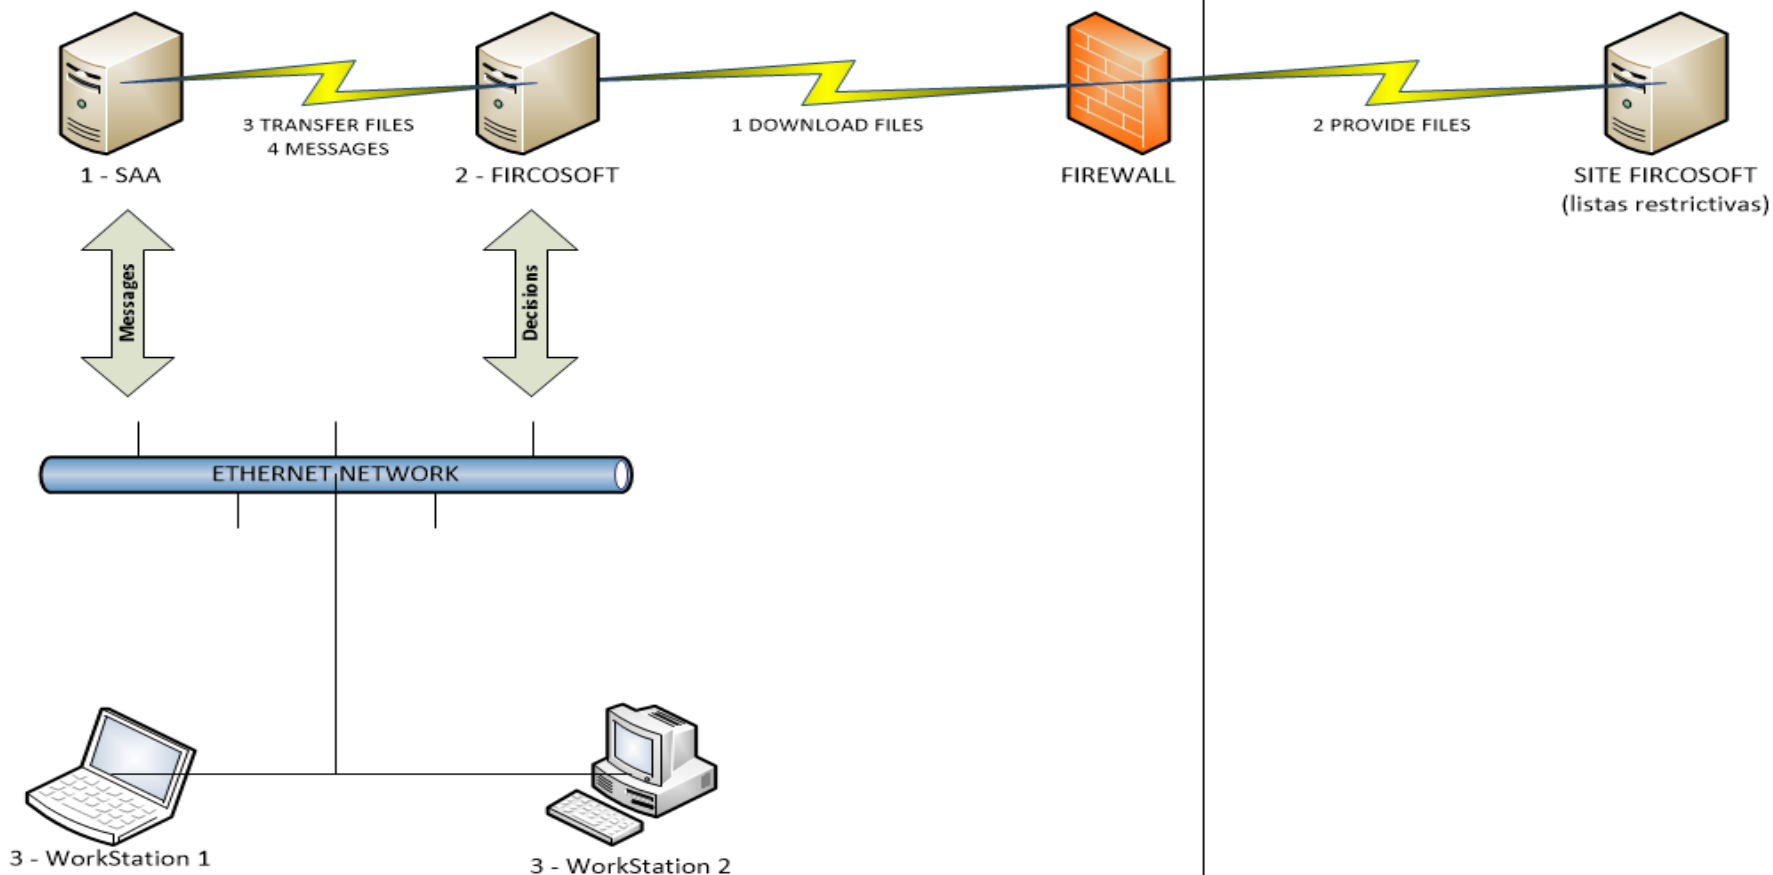 3 TRANSFER FILES
4 MESSAGES
1 DOWNLOAD FILES
2 PROVIDE FILES
1 - SAA
2 - FIRCOSOFT
FIREWALL
SITE FIRCOSOFT
(listas restrictivas)
Messages
Decisions
ETHERNET NETWORK
3 - WorkStation 1
3 - WorkStation 2